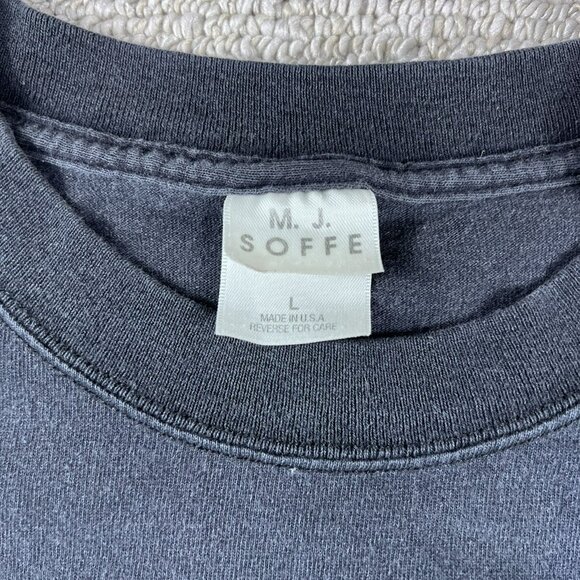 M. J.
SOFFE
L
MADE IN U.S.A
REVERSE FOR CARE